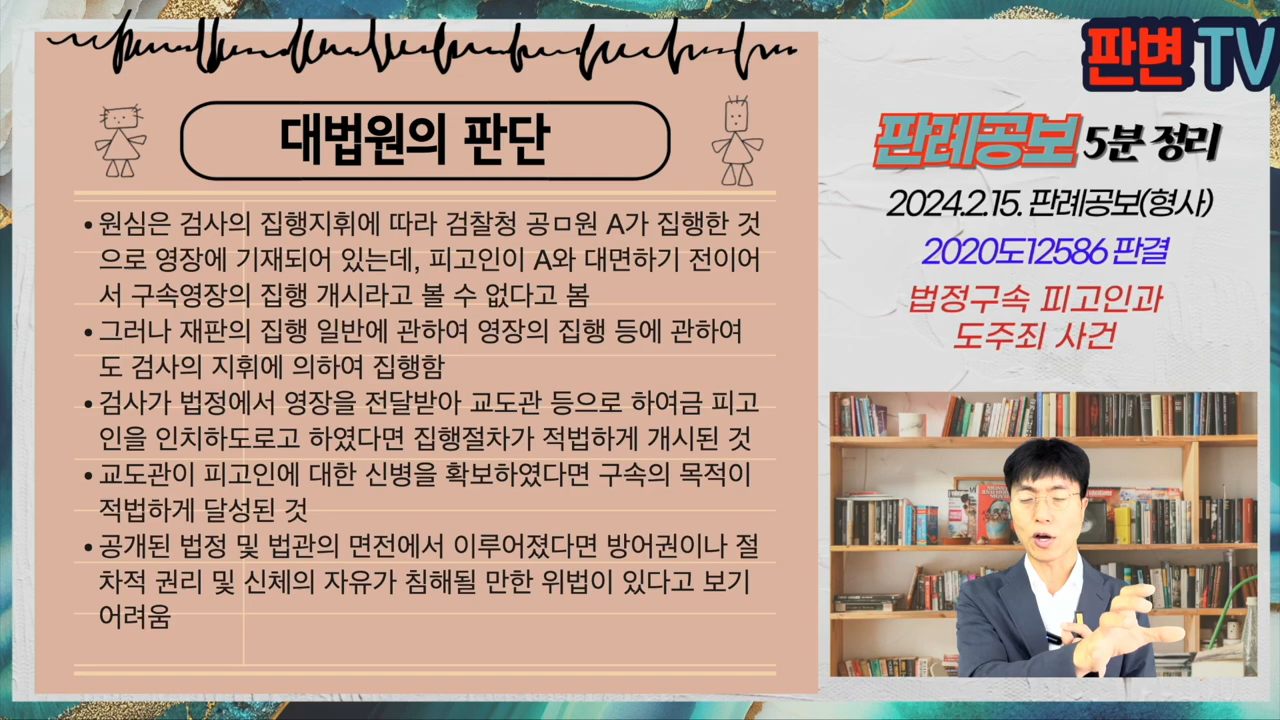 판변 TV
판례공보 5분 정리
2024.2.15. 판례공보(형사)
2020도12586 판결
법정구속 피고인과
도주죄 사건
대법원의 판단
• 원심은 검사의 집행지휘에 따라 검찰청 공ㅁ원 A가 집행한 것
으로 영장에 기재되어 있는데, 피고인이 A와 대면하기 전이어
서 구속영장의 집행 개시라고 볼 수 없다고 봄
• 그러나 재판의 집행 일반에 관하여 영장의 집행 등에 관하여
도 검사의 지휘에 의하여 집행함
• 검사가 법정에서 영장을 전달받아 교도관 등으로 하여금 피고
인을 인치하도로고 하였다면 집행절차가 적법하게 개시된 것
• 교도관이 피고인에 대한 신병을 확보하였다면 구속의 목적이
적법하게 달성된 것
• 공개된 법정 및 법관의 면전에서 이루어졌다면 방어권이나 절
차적 권리 및 신체의 자유가 침해될 만한 위법이 있다고 보기
어려움